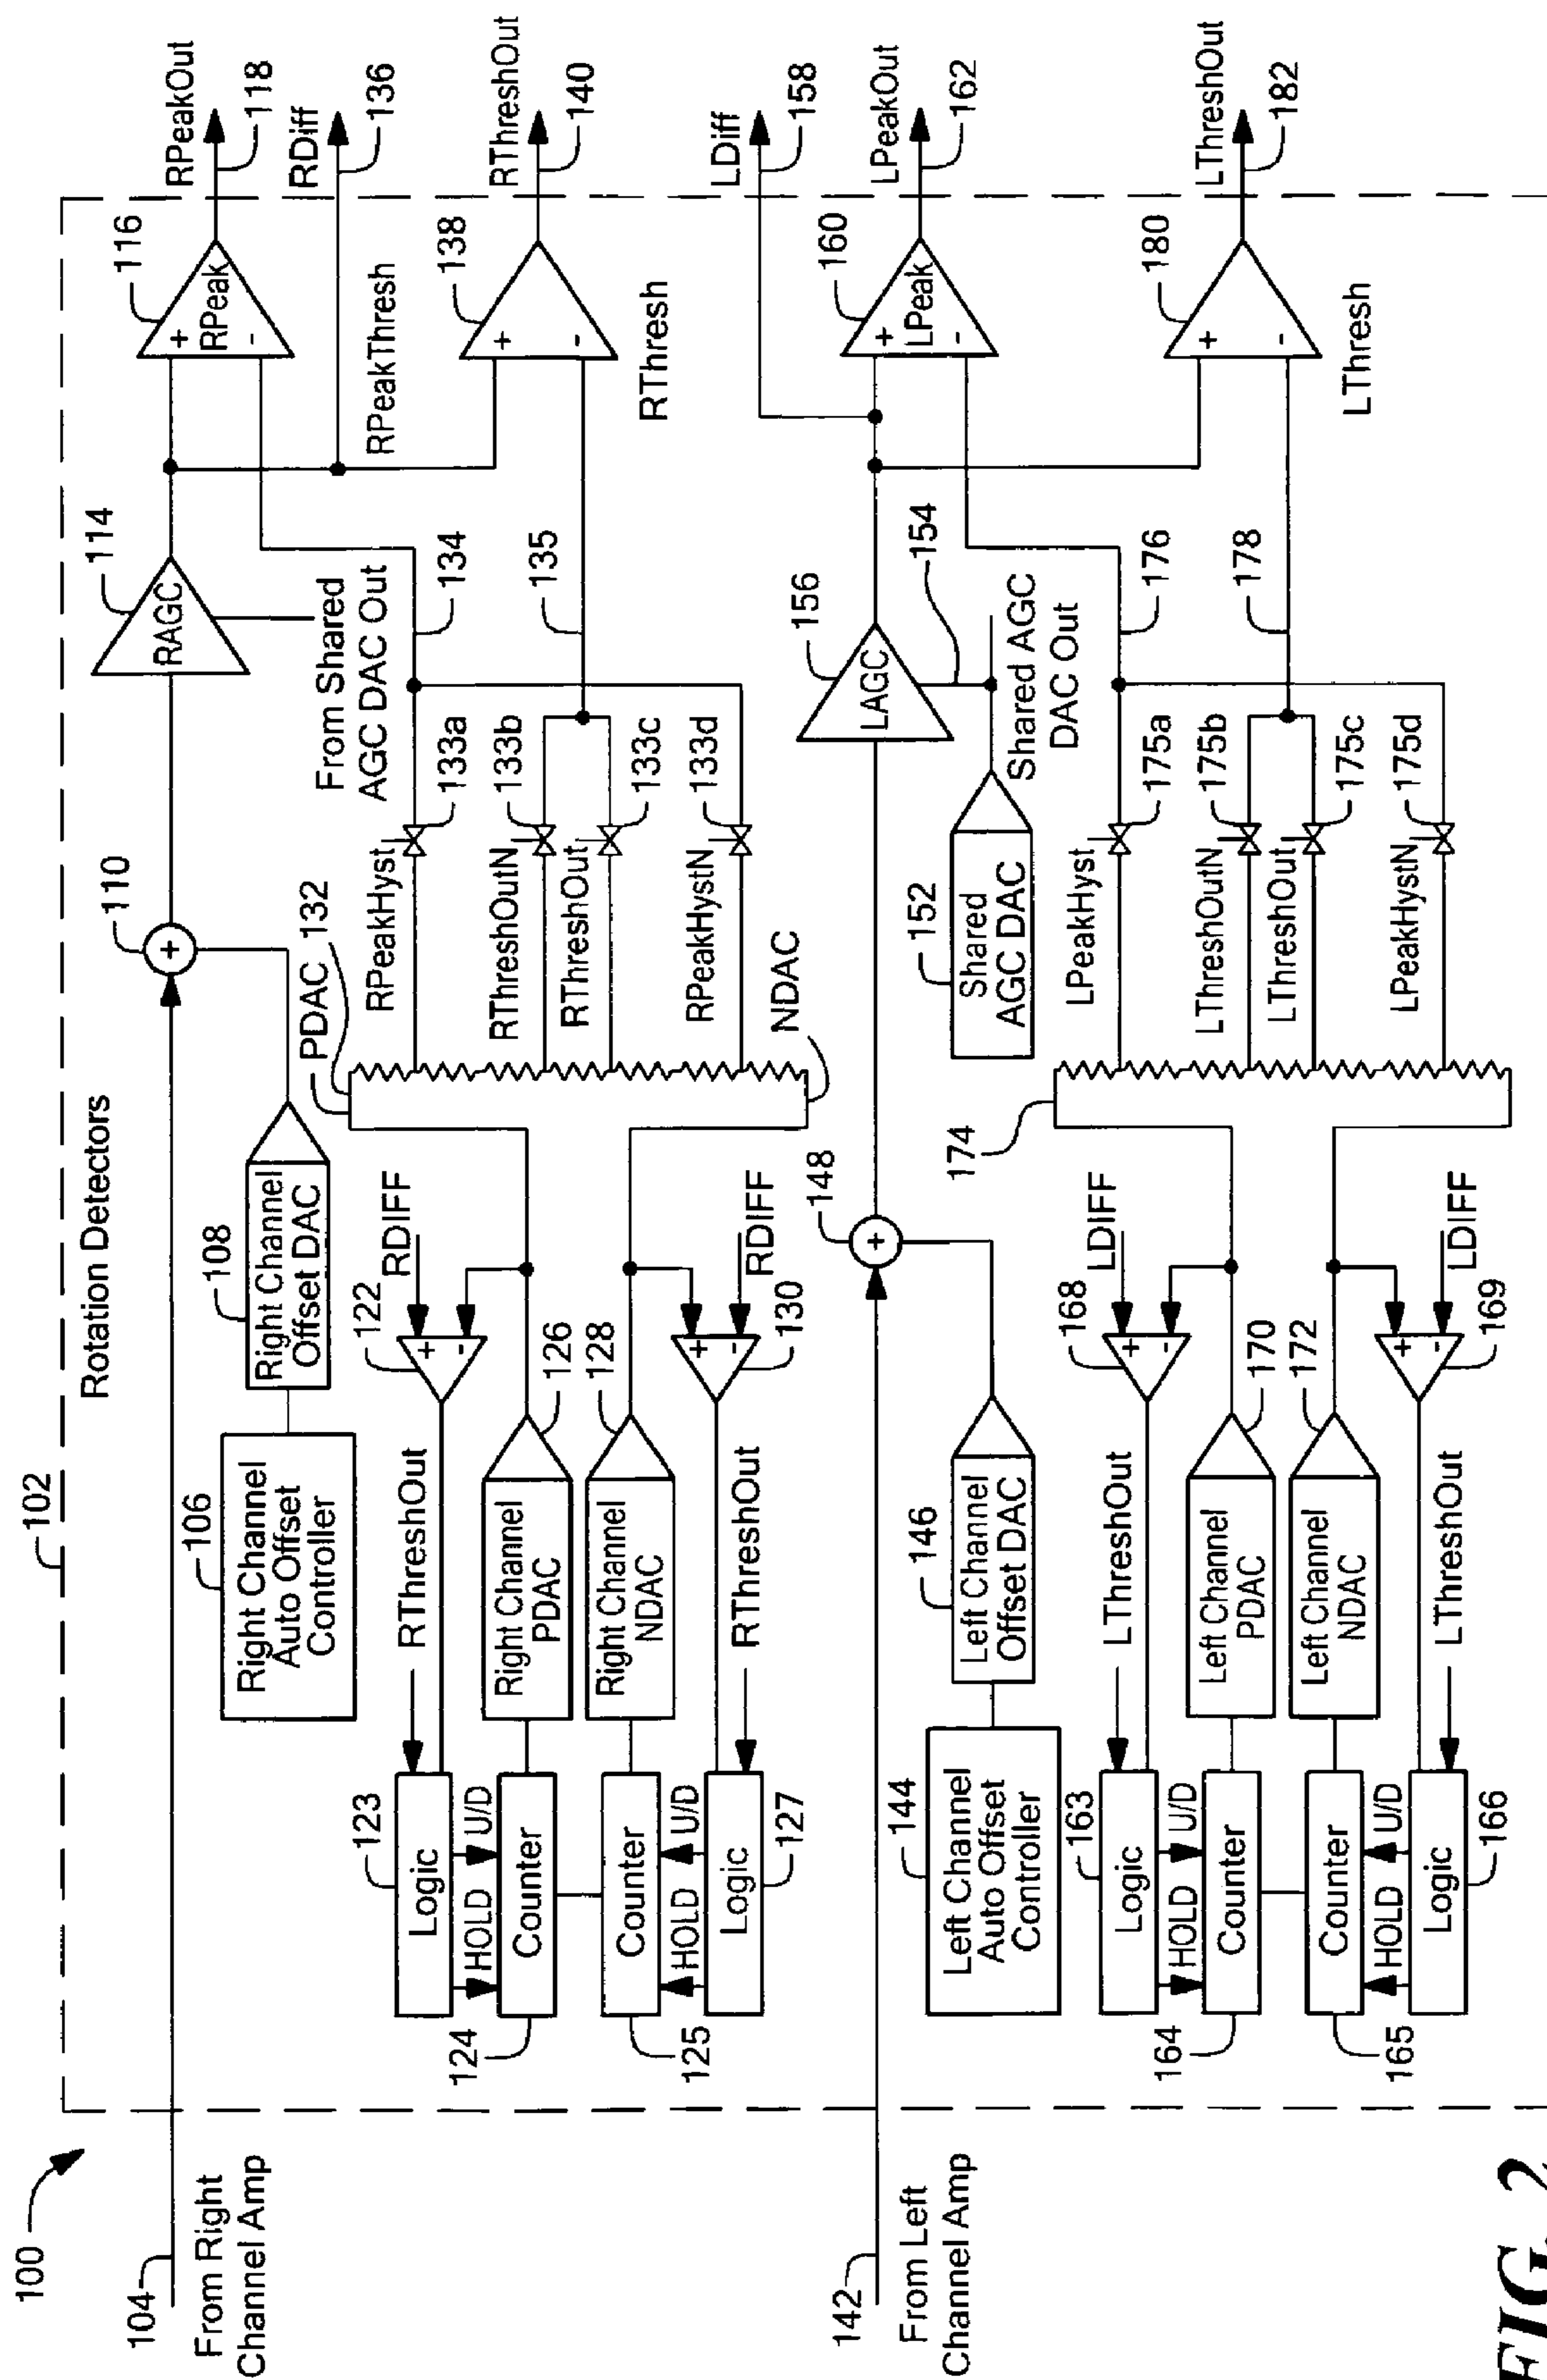 100
102
Rotation Detectors
104
From Right
Channel Amp
106
Right Channel
Auto Offset
Controller
108
Right Channel
Offset DAC
110
+
114
RAGC
From Shared
AGC DAC Out
116
+
RPeak
-
RPeakOut
118
RDiff
136
RPeakThresh
138
+
-
RThreshOut
140
RThresh
123
Logic
RThreshOut
HOLD
U/D
124
Counter
122
+
-
RDIFF
Right Channel
PDAC
126
125
Counter
Right Channel
NDAC
128
HOLD
U/D
Logic
127
RThreshOut
+
-
130
RDIFF
PDAC
132
NDAC
RPeakHyst
133a
RThreshOutN
133b
RThreshOut
133c
RPeakHystN
133d
134
135
142
From Left
Channel Amp
144
Left Channel
Auto Offset
Controller
146
Left Channel
Offset DAC
148
+
152
Shared
AGC DAC
154
Shared AGC
DAC Out
156
LAGC
LDiff
158
160
+
LPeak
-
LPeakOut
162
180
+
-
LThreshOut
182
LThresh
163
Logic
LThreshOut
HOLD
U/D
164
Counter
168
+
-
LDIFF
Left Channel
PDAC
170
165
Counter
Left Channel
NDAC
172
HOLD
U/D
Logic
166
LThreshOut
+
-
169
LDIFF
174
LPeakHyst
175a
LThreshOutN
175b
LThreshOut
175c
LPeakHystN
175d
176
178
FIG. 2